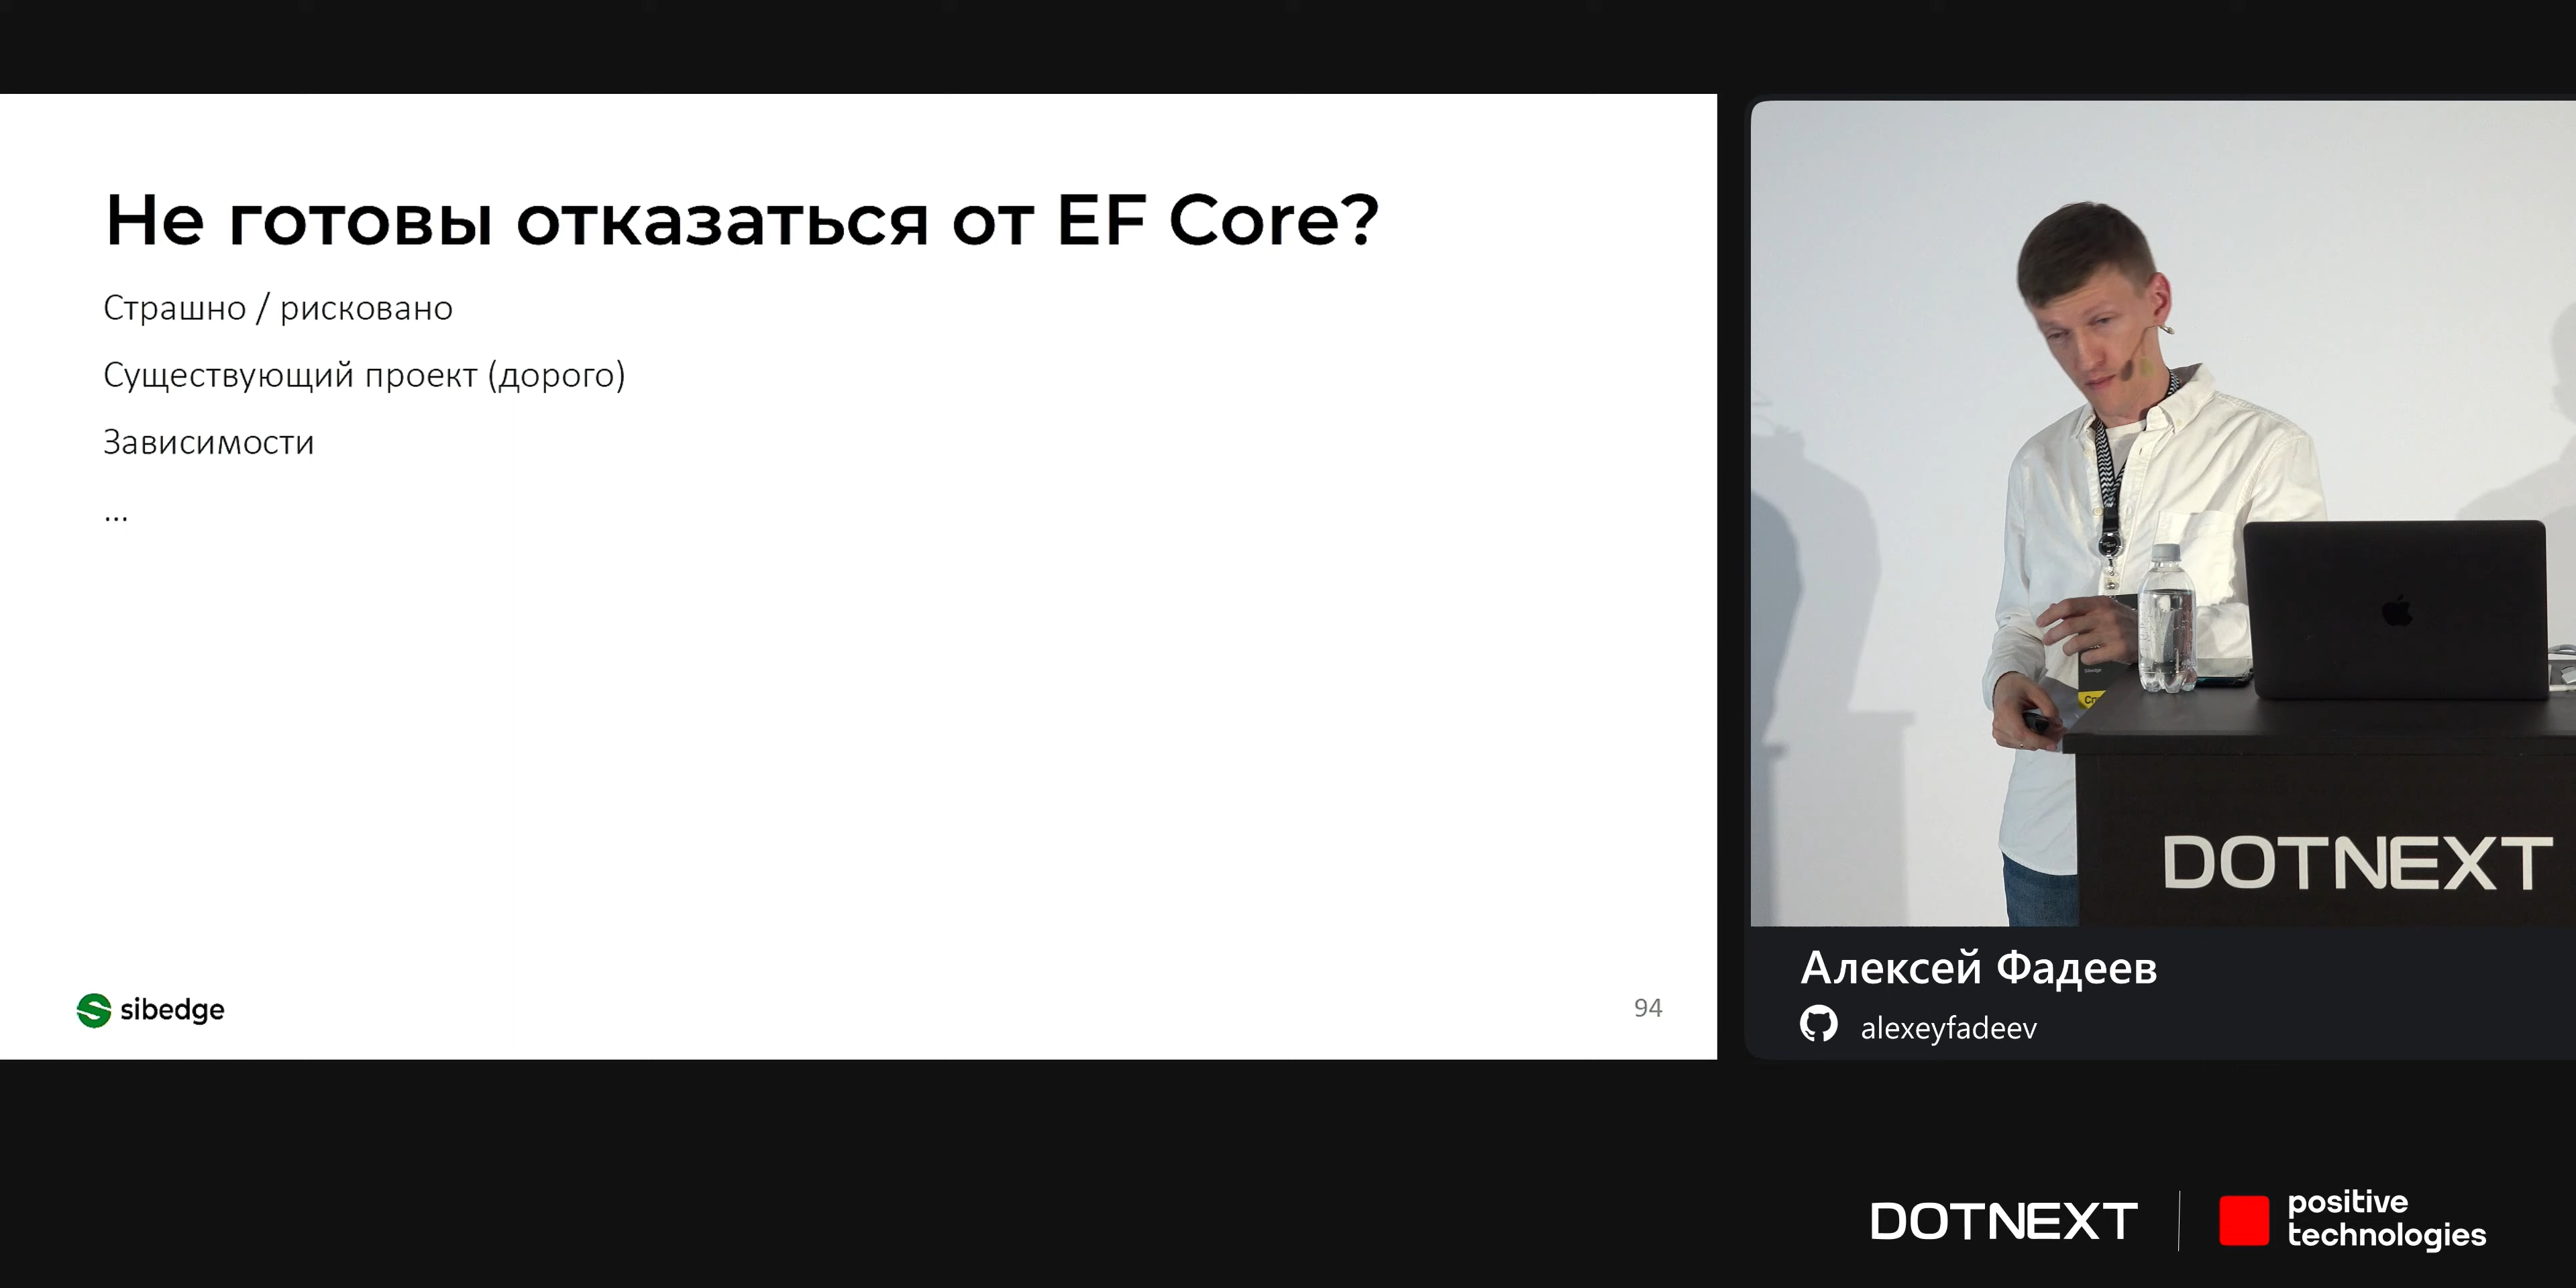 Не готовы отказаться от EF Core?
Страшно / рисковано
Существующий проект (дорого)
Зависимости
...
sibedge
94
DOTNEXT
Алексей Фадеев
alexeyfadeev
DOTNEXT
positive
technologies